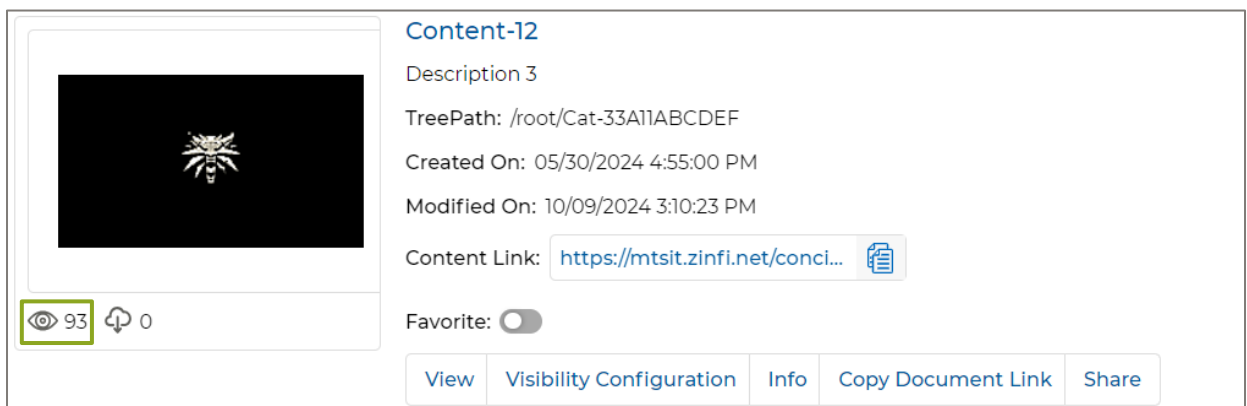 Content-12
Description 3
TreePath: /root/Cat-33A11ABCDEF
Created On: 05/30/2024 4:55:00 PM
Modified On: 10/09/2024 3:10:23 PM
Content Link: https://mtsit.zinfi.net/conci...
93 0
Favorite:
View Visibility Configuration Info Copy Document Link Share